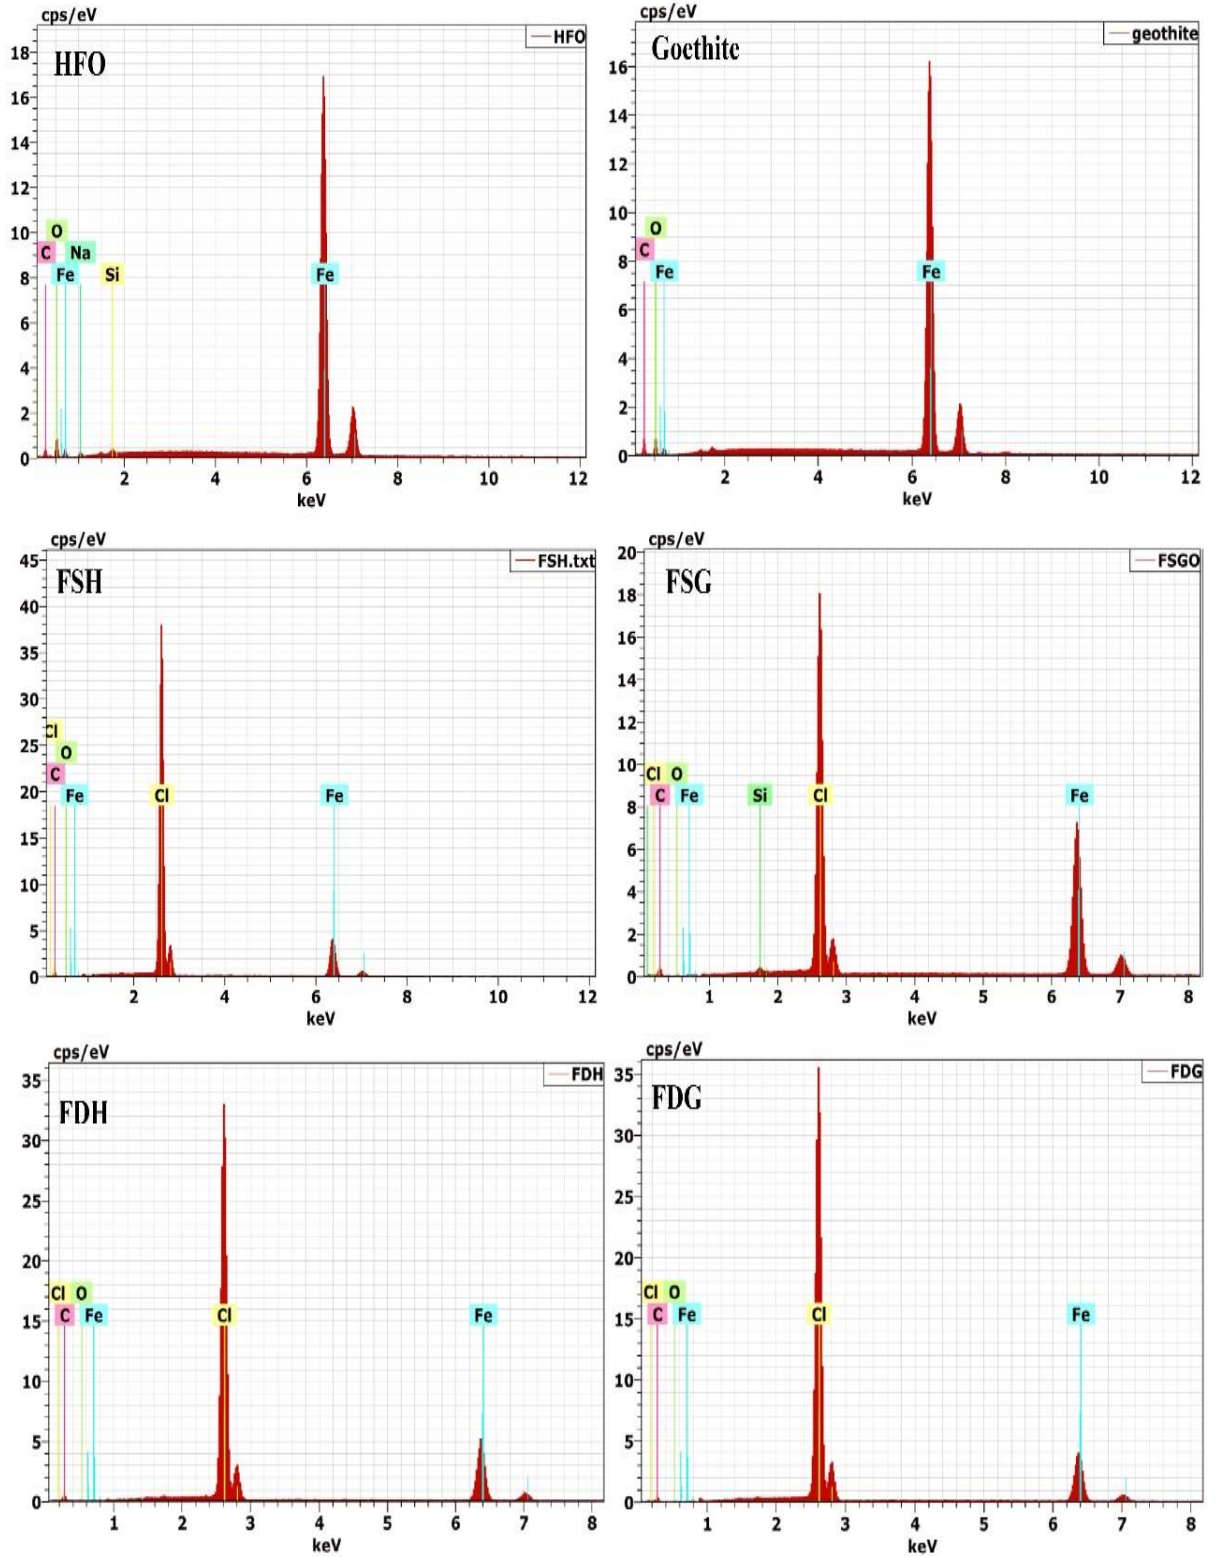 cps/eV
HFO
HFO
18
16
14
12
10
8
6
4
2
0
O
C Na
Fe Si Fe
2 4 6 8 10 12
keV
cps/eV
geothite
Goethite
16
14
12
10
8
6
4
2
0
O
C
Fe Fe
2 4 6 8 10 12
keV
cps/eV
FSH.txt
FSH
45
40
35
30
25
20
15
10
5
0
Cl
O
C
Fe Cl Fe
2 4 6 8 10 12
keV
cps/eV
FSGO
FSG
20
18
16
14
12
10
8
6
4
2
0
Cl O
C Fe Si Cl Fe
1 2 3 4 5 6 7 8
keV
cps/eV
FDH
FDH
35
30
25
20
15
10
5
0
Cl O
C Fe Cl Fe
1 2 3 4 5 6 7 8
keV
cps/eV
FDG
FDG
35
30
25
20
15
10
5
0
Cl O
C Fe Cl Fe
1 2 3 4 5 6 7 8
keV